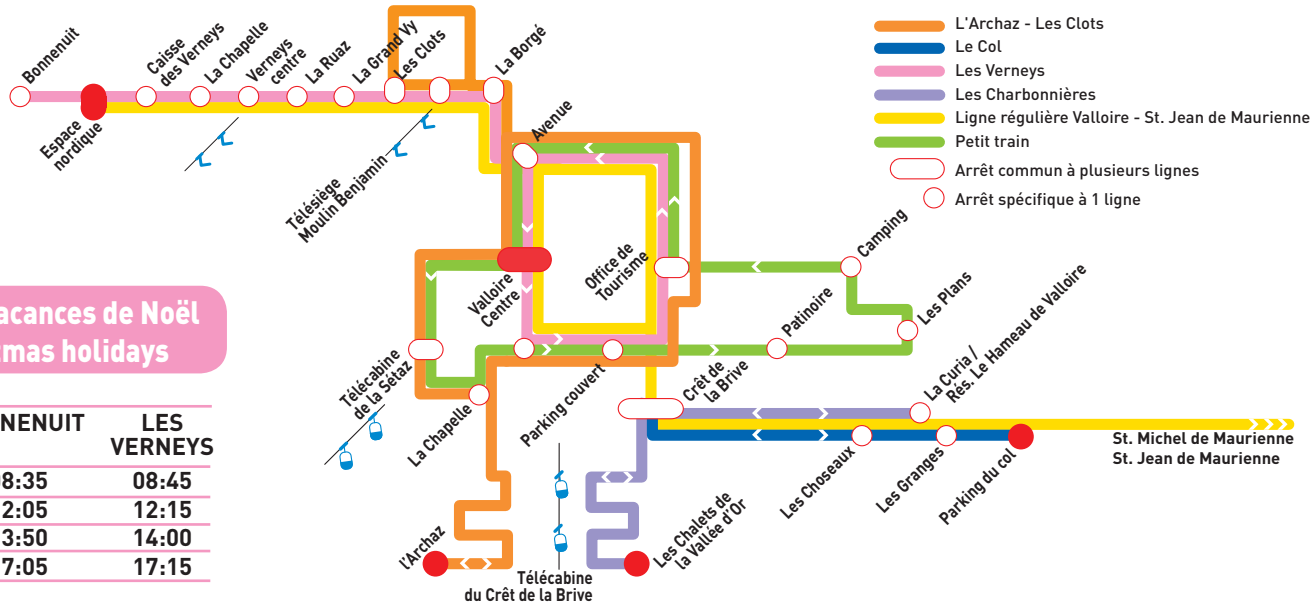 Bonnenuit
Espace
nordique
Caisse
des Verneys
La Chapelle
Verneys
centre
La Ruaz
La Grand Vy
Les Clots
La Borgé
Télésiège
Moulin Benjamin
Avenue
Valloire
Centre
Office de
Tourisme
Camping
Les Plans
Patinoire
Télécabine
de la Sétaz
La Chapelle
Parking couvert
Crêt de
la Brive
La Curia /
Rés. Le Hameau de Valloire
Les Choseaux
Les Granges
Parking du col
St. Michel de Maurienne
St. Jean de Maurienne
l'Archaz
Télécabine
du Crêt de la Brive
Les Chalets de
la Vallée d'Or
L'Archaz - Les Clots
Le Col
Les Verneys
Les Charbonnières
Ligne régulière Valloire - St. Jean de Maurienne
Petit train
Arrêt commun à plusieurs lignes
Arrêt spécifique à 1 ligne
acances de Noël
tmas holidays
NENUIT LES
VERNEYS
8:35 08:45
2:05 12:15
3:50 14:00
7:05 17:15